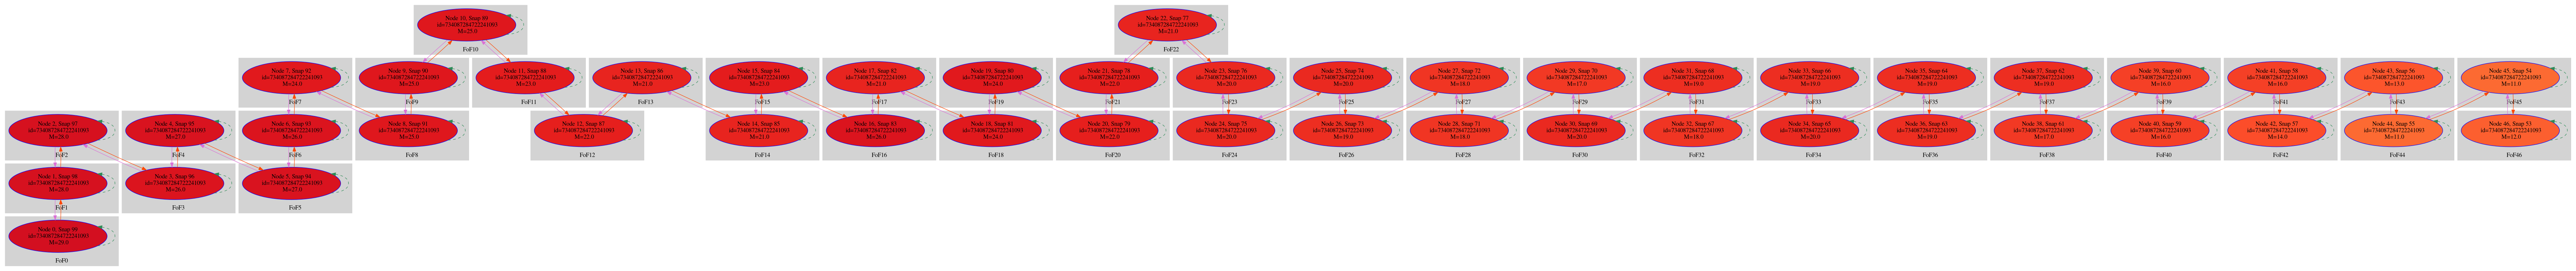 Node 10, Snap 89
id=734087284722241093
M=25.0
FoF10
Node 22, Snap 77
id=734087284722241093
M=21.0
FoF22
Node 7, Snap 92
id=734087284722241093
M=24.0
FoF7
Node 9, Snap 90
id=734087284722241093
M=25.0
FoF9
Node 11, Snap 88
id=734087284722241093
M=23.0
FoF11
Node 13, Snap 86
id=734087284722241093
M=21.0
FoF13
Node 15, Snap 84
id=734087284722241093
M=23.0
FoF15
Node 17, Snap 82
id=734087284722241093
M=21.0
FoF17
Node 19, Snap 80
id=734087284722241093
M=24.0
FoF19
Node 21, Snap 78
id=734087284722241093
M=22.0
FoF21
Node 23, Snap 76
id=734087284722241093
M=20.0
FoF23
Node 25, Snap 74
id=734087284722241093
M=20.0
FoF25
Node 27, Snap 72
id=734087284722241093
M=18.0
FoF27
Node 29, Snap 70
id=734087284722241093
M=17.0
FoF29
Node 31, Snap 68
id=734087284722241093
M=19.0
FoF31
Node 33, Snap 66
id=734087284722241093
M=19.0
FoF33
Node 35, Snap 64
id=734087284722241093
M=19.0
FoF35
Node 37, Snap 62
id=734087284722241093
M=19.0
FoF37
Node 39, Snap 60
id=734087284722241093
M=16.0
FoF39
Node 41, Snap 58
id=734087284722241093
M=16.0
FoF41
Node 43, Snap 56
id=734087284722241093
M=13.0
FoF43
Node 45, Snap 54
id=734087284722241093
M=11.0
FoF45
Node 2, Snap 97
id=734087284722241093
M=28.0
FoF2
Node 4, Snap 95
id=734087284722241093
M=27.0
FoF4
Node 6, Snap 93
id=734087284722241093
M=26.0
FoF6
Node 8, Snap 91
id=734087284722241093
M=25.0
FoF8
Node 12, Snap 87
id=734087284722241093
M=22.0
FoF12
Node 14, Snap 85
id=734087284722241093
M=21.0
FoF14
Node 16, Snap 83
id=734087284722241093
M=26.0
FoF16
Node 18, Snap 81
id=734087284722241093
M=24.0
FoF18
Node 20, Snap 79
id=734087284722241093
M=22.0
FoF20
Node 24, Snap 75
id=734087284722241093
M=20.0
FoF24
Node 26, Snap 73
id=734087284722241093
M=19.0
FoF26
Node 28, Snap 71
id=734087284722241093
M=18.0
FoF28
Node 30, Snap 69
id=734087284722241093
M=20.0
FoF30
Node 32, Snap 67
id=734087284722241093
M=18.0
FoF32
Node 34, Snap 65
id=734087284722241093
M=20.0
FoF34
Node 36, Snap 63
id=734087284722241093
M=19.0
FoF36
Node 38, Snap 61
id=734087284722241093
M=17.0
FoF38
Node 40, Snap 59
id=734087284722241093
M=16.0
FoF40
Node 42, Snap 57
id=734087284722241093
M=14.0
FoF42
Node 44, Snap 55
id=734087284722241093
M=11.0
FoF44
Node 46, Snap 53
id=734087284722241093
M=12.0
FoF46
Node 1, Snap 98
id=734087284722241093
M=28.0
FoF1
Node 3, Snap 96
id=734087284722241093
M=26.0
FoF3
Node 5, Snap 94
id=734087284722241093
M=27.0
FoF5
Node 0, Snap 99
id=734087284722241093
M=29.0
FoF0